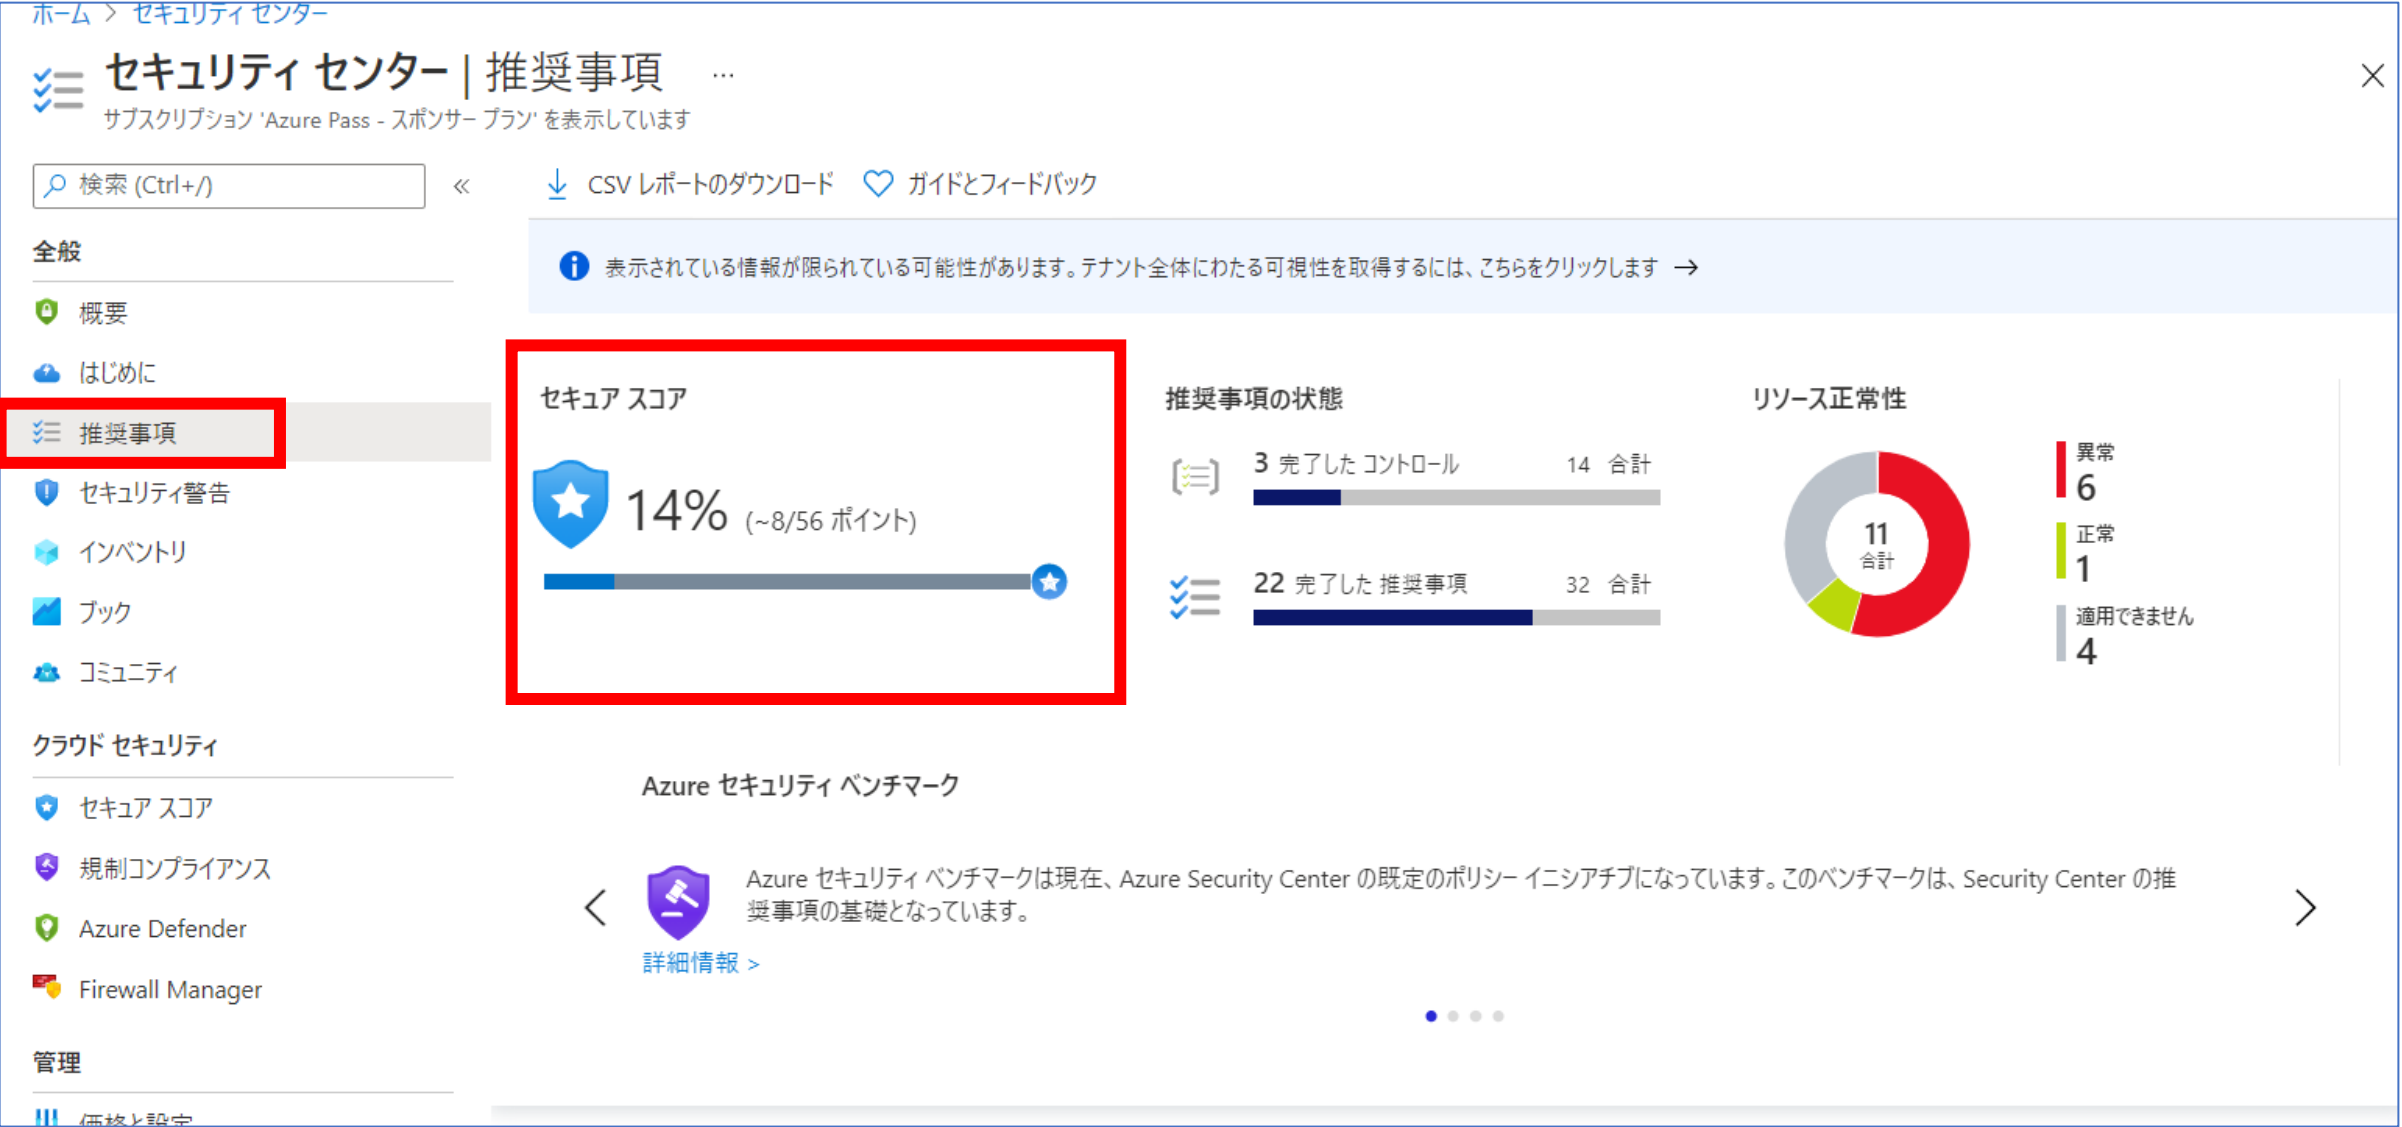 ホーム > セキュリティ センター
セキュリティ センター | 推奨事項 …
サブスクリプション 'Azure Pass - スポンサー プラン' を表示しています
検索 (Ctrl+/)
«
CSV レポートのダウンロード
ガイドとフィードバック
全般
概要
はじめに
推奨事項
セキュリティ警告
インベントリ
ブック
コミュニティ
クラウド セキュリティ
セキュア スコア
規制コンプライアンス
Azure Defender
Firewall Manager
管理
価格と設定
表示されている情報が限られている可能性があります。テナント全体にわたる可視性を取得するには、こちらをクリックします →
セキュア スコア
14% (~8/56 ポイント)
推奨事項の状態
3 完了した コントロール 14 合計
22 完了した 推奨事項 32 合計
リソース正常性
11
合計
異常
6
正常
1
適用できません
4
Azure セキュリティ ベンチマーク
Azure セキュリティ ベンチマークは現在、Azure Security Center の既定のポリシー イニシアチブになっています。このベンチマークは、Security Center の推
奨事項の基礎となっています。
詳細情報 >